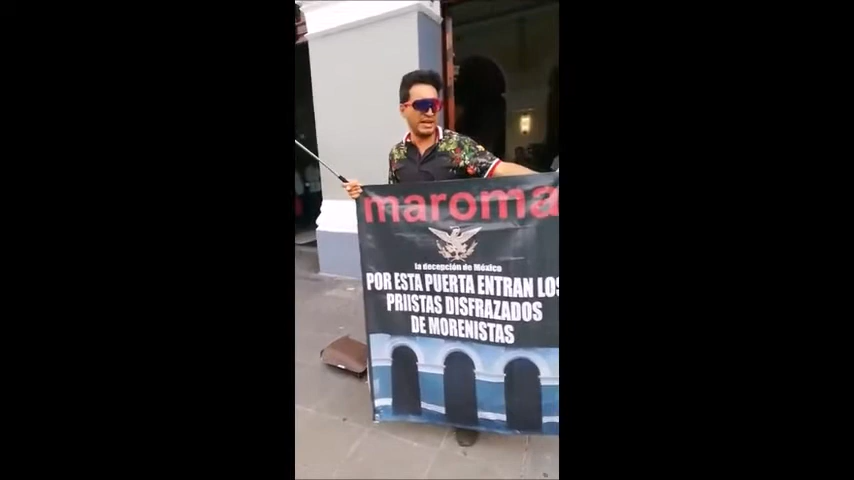 maroma
la decepción de México
POR ESTA PUERTA ENTRAN LOS
PRIISTAS DISFRAZADOS
DE MORENISTAS